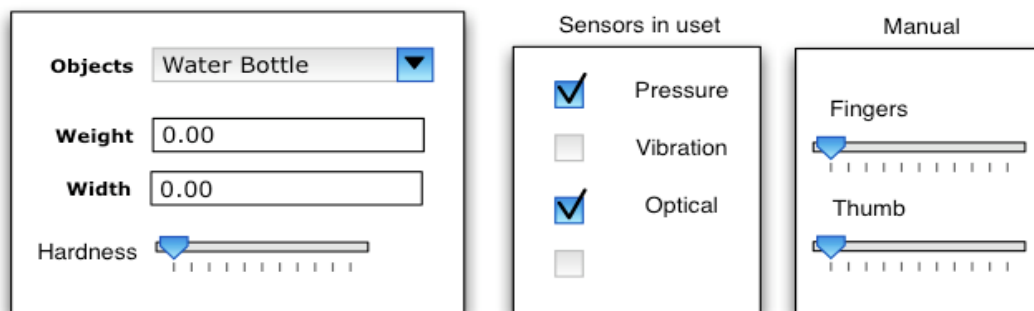 Objects Water Bottle
Weight 0.00
Width 0.00
Hardness
Sensors in uset
Pressure
Vibration
Optical
Manual
Fingers
Thumb